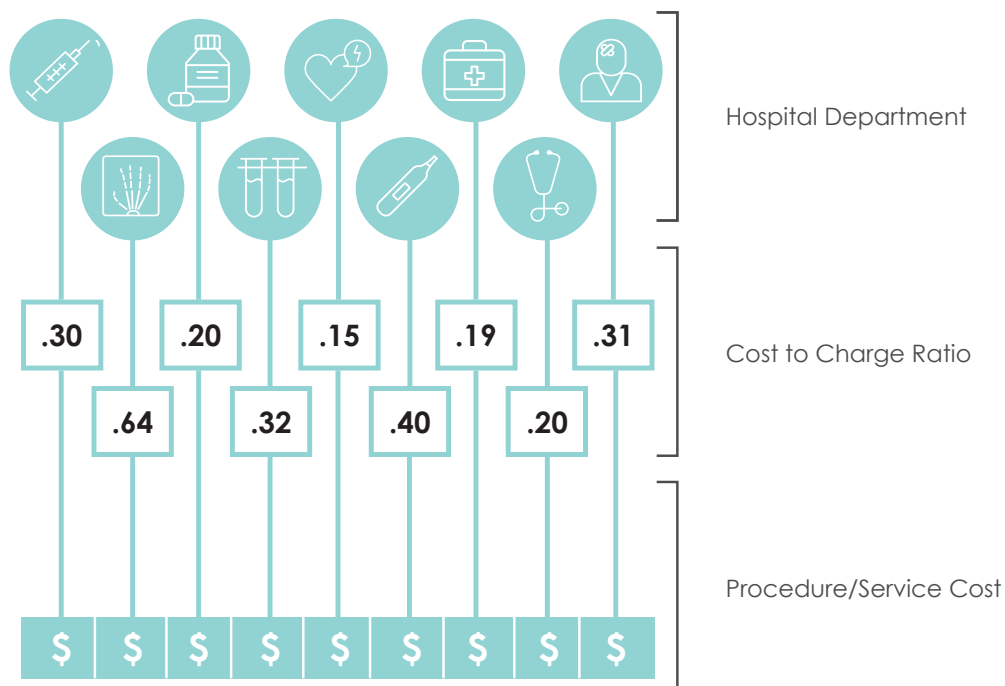 Hospital Department
.30
.20
.15
.19
.31
Cost to Charge Ratio
.64
.32
.40
.20
Procedure/Service Cost
$ $ $ $ $ $ $ $ $